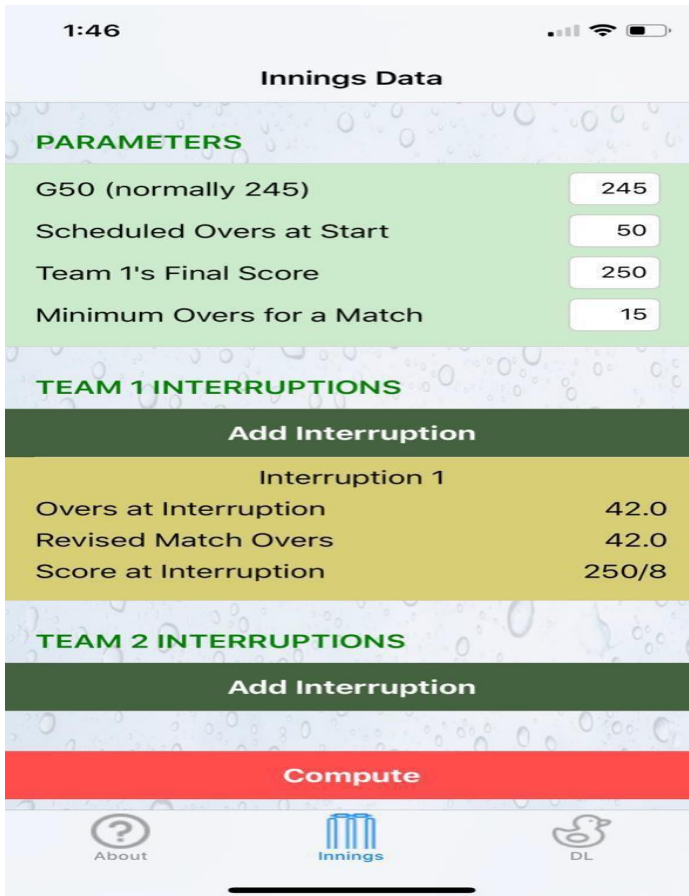 1:46
Innings Data
PARAMETERS
G50 (normally 245) 245
Scheduled Overs at Start 50
Team 1's Final Score 250
Minimum Overs for a Match 15
TEAM 1 INTERRUPTIONS
Add Interruption
Interruption 1
Overs at Interruption 42.0
Revised Match Overs 42.0
Score at Interruption 250/8
TEAM 2 INTERRUPTIONS
Add Interruption
Compute
About Innings DL